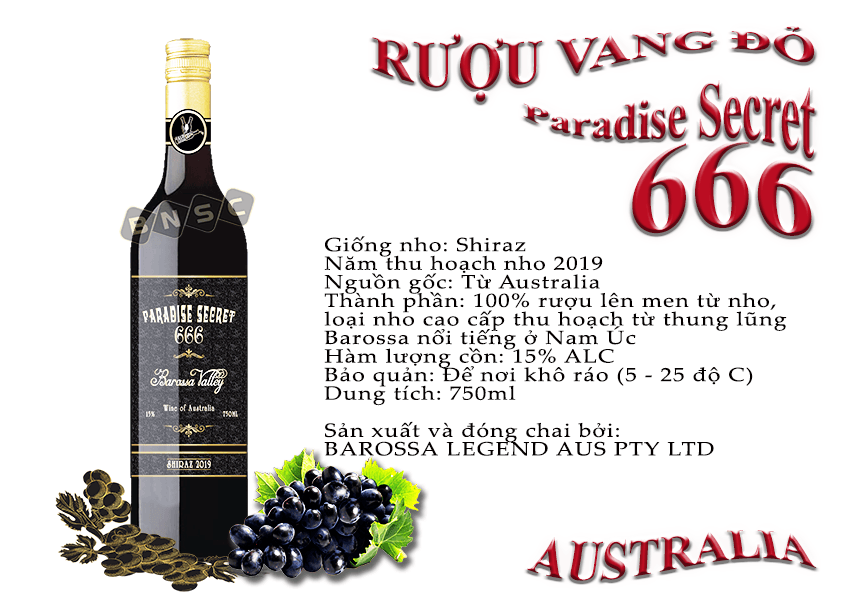 RƯỢU VANG ĐỎ
Paradise Secret
666
BNSC
Giống nho: Shiraz
Năm thu hoạch nho 2019
Nguồn gốc: Từ Australia
Thành phần: 100% rượu lên men từ nho,
loại nho cao cấp thu hoạch từ thung lũng
Barossa nổi tiếng ở Nam Úc
Hàm lượng cồn: 15% ALC
Bảo quản: Để nơi khô ráo (5 - 25 độ C)
Dung tích: 750ml
Sản xuất và đóng chai bởi:
BAROSSA LEGEND AUS PTY LTD
PARADISE SECRET
666
Barossa Valley
Wine of Australia
15% 750ML
SHIRAZ 2019
AUSTRALIA